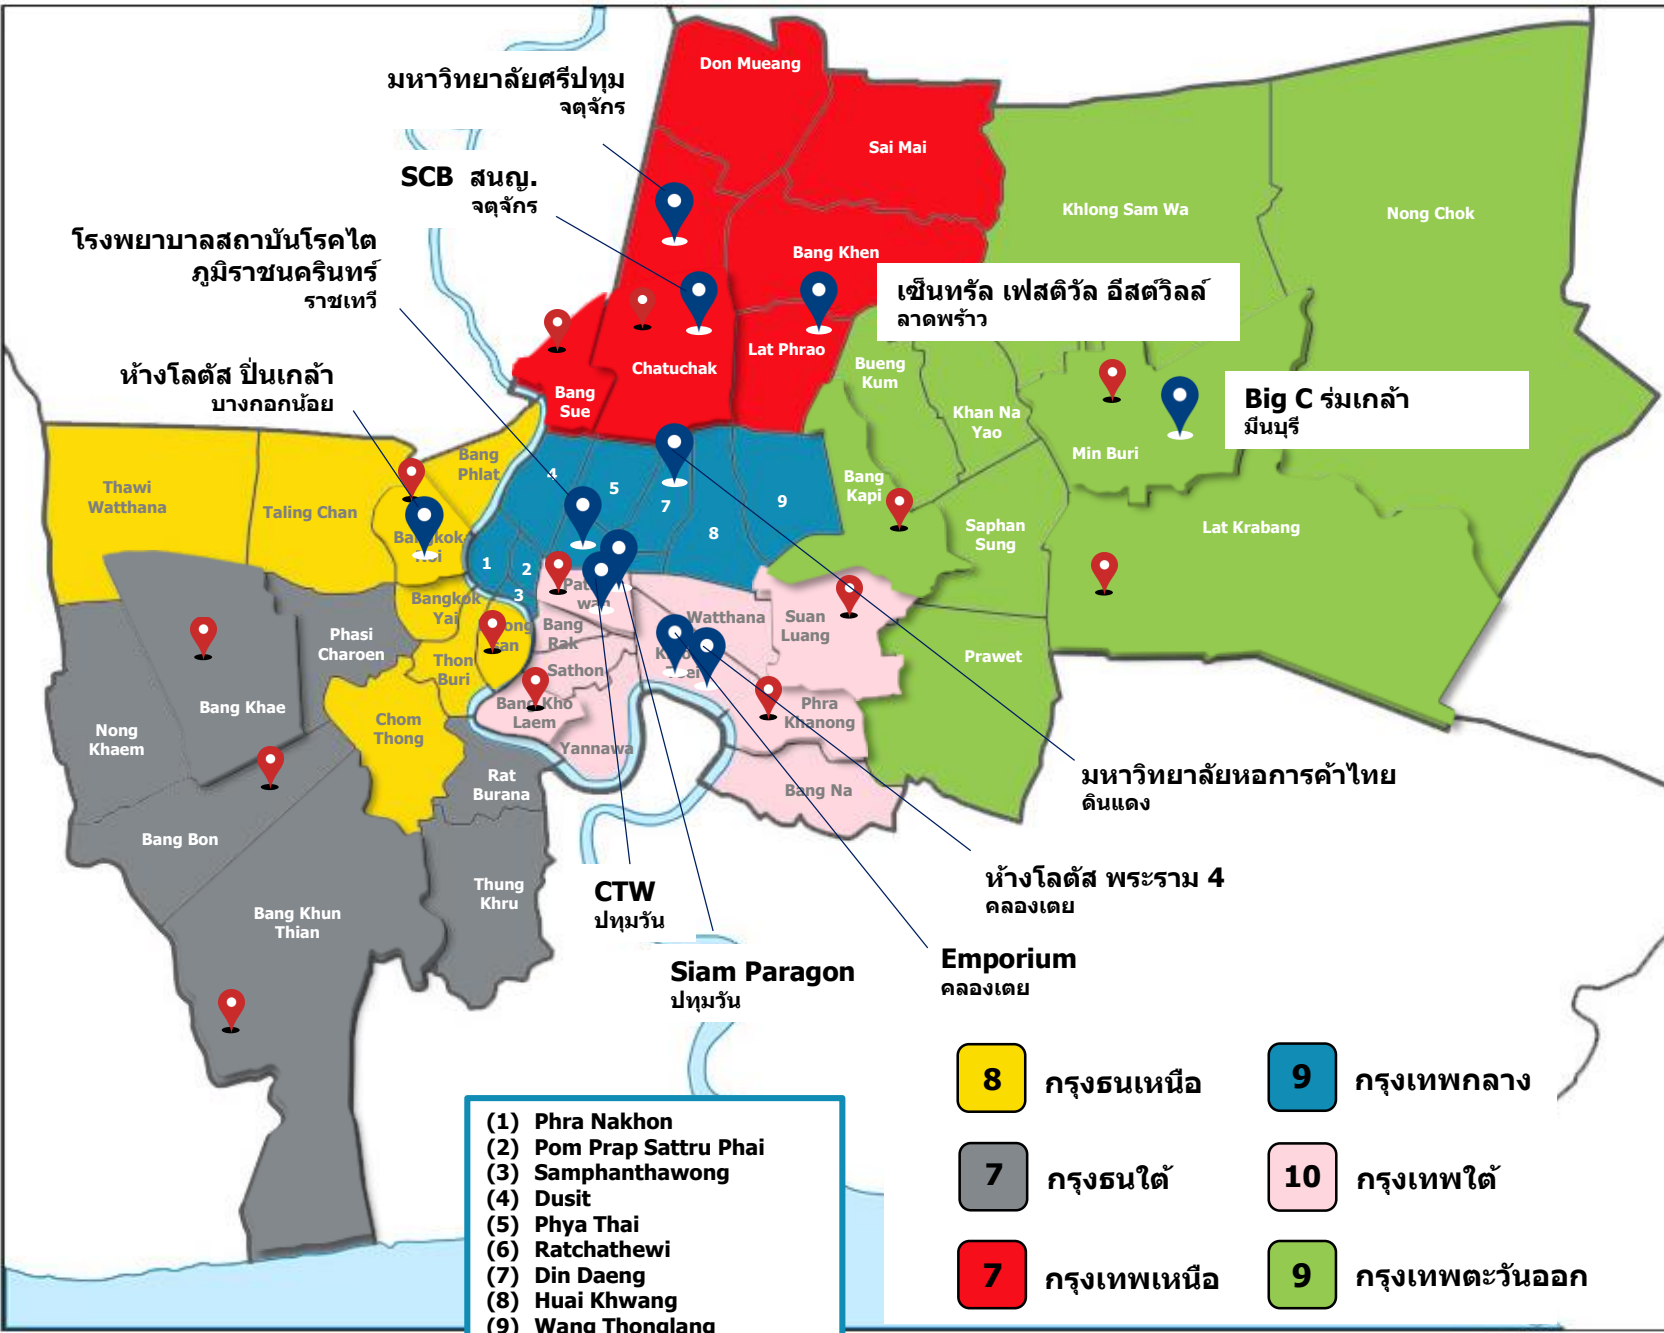 Don Mueang
มหาวิทยาลัยศรีปทุม
จตุจักร
Sai Mai
SCB สนญ.
จตุจักร
Khlong Sam Wa
Nong Chok
โรงพยาบาลสถาบันโรคไต
ภูมิราชนครินทร์
ราชเทวี
Bang Khen
เซ็นทรัล เฟสติวัล อีสต์วิลล์
ลาดพร้าว
Lat Phrao
Chatuchak
Bueng
Kum
ห้างโลตัส ปิ่นเกล้า
บางกอกน้อย
Bang
Sue
Big C ร่มเกล้า
มีนบุรี
Khan Na
Yao
Min Buri
Bang
Phlat
Thawi
Watthana
Taling Chan
4
5
7
9
8
Bang
Kapi
Saphan
Sung
Lat Krabang
Bangkok
Noi
1
2
3
Bangkok
Yai
Watthana
Suan
Luang
Bang
Rak
Phasi
Charoen
Thon
Buri
Sathon
Prawet
Bang Khae
Bang Kho
Laem
Phra
Khanong
Nong
Khaem
Chom
Thong
Yannawa
Rat
Burana
Bang Na
มหาวิทยาลัยหอการค้าไทย
ดินแดง
Bang Bon
Thung
Khru
CTW
ปทุมวัน
ห้างโลตัส พระราม 4
คลองเตย
Bang Khun
Thian
Siam Paragon
ปทุมวัน
Emporium
คลองเตย
8 กรุงธนเหนือ
9 กรุงเทพกลาง
7 กรุงธนใต้
10 กรุงเทพใต้
7 กรุงเทพเหนือ
9 กรุงเทพตะวันออก
(1) Phra Nakhon
(2) Pom Prap Sattru Phai
(3) Samphanthawong
(4) Dusit
(5) Phya Thai
(6) Ratchathewi
(7) Din Daeng
(8) Huai Khwang
(9) Wang Thonglang